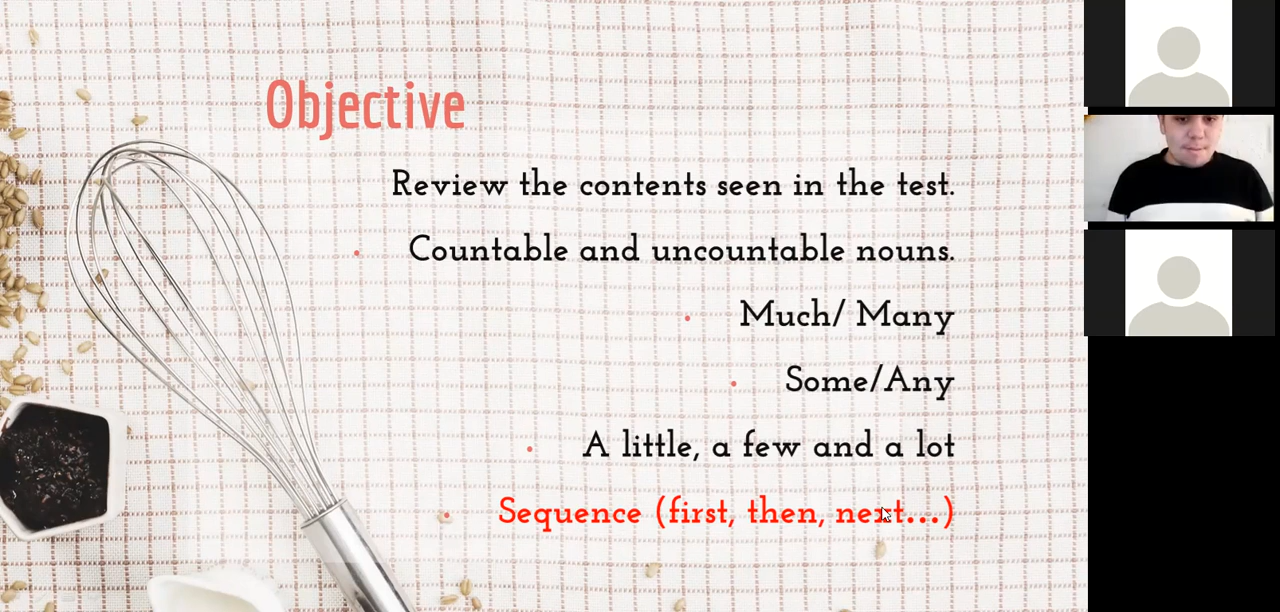 Objective
Review the contents seen in the test.
Countable and uncountable nouns.
Much/ Many
Some/Any
A little, a few and a lot
Sequence (first, then, next...)